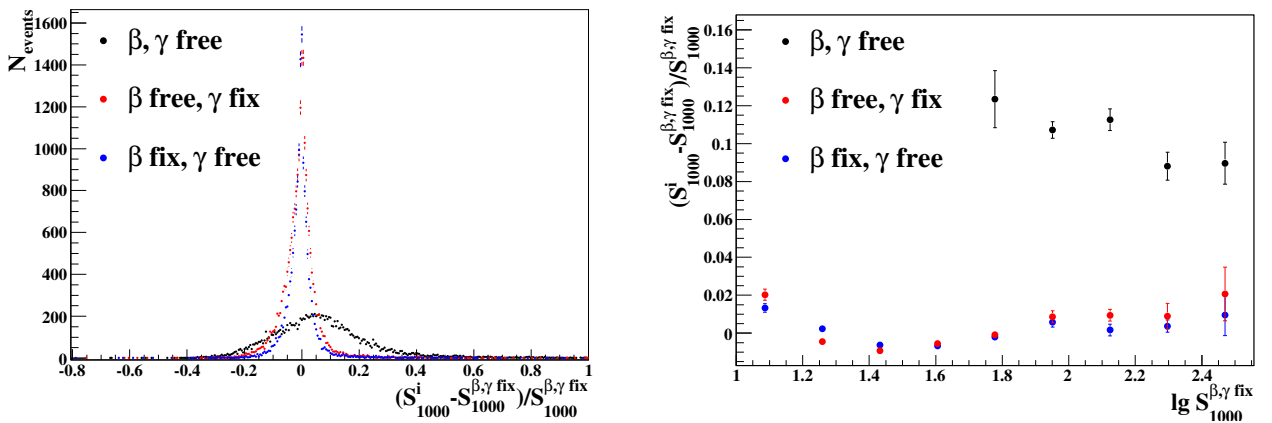 N_events
1600
1400
1200
1000
800
600
400
200
0
β, γ free
β free, γ fix
β fix, γ free
-0.8 -0.6 -0.4 -0.2 0 0.2 0.4 0.6 0.8 1
(S^i_1000-S^β,γ fix_1000)/S^β,γ fix_1000
(S^i_1000-S^β,γ fix_1000)/S^β,γ fix_1000
0.16
0.14
0.12
0.1
0.08
0.06
0.04
0.02
0
β, γ free
β free, γ fix
β fix, γ free
1 1.2 1.4 1.6 1.8 2 2.2 2.4
lg S^β,γ fix_1000